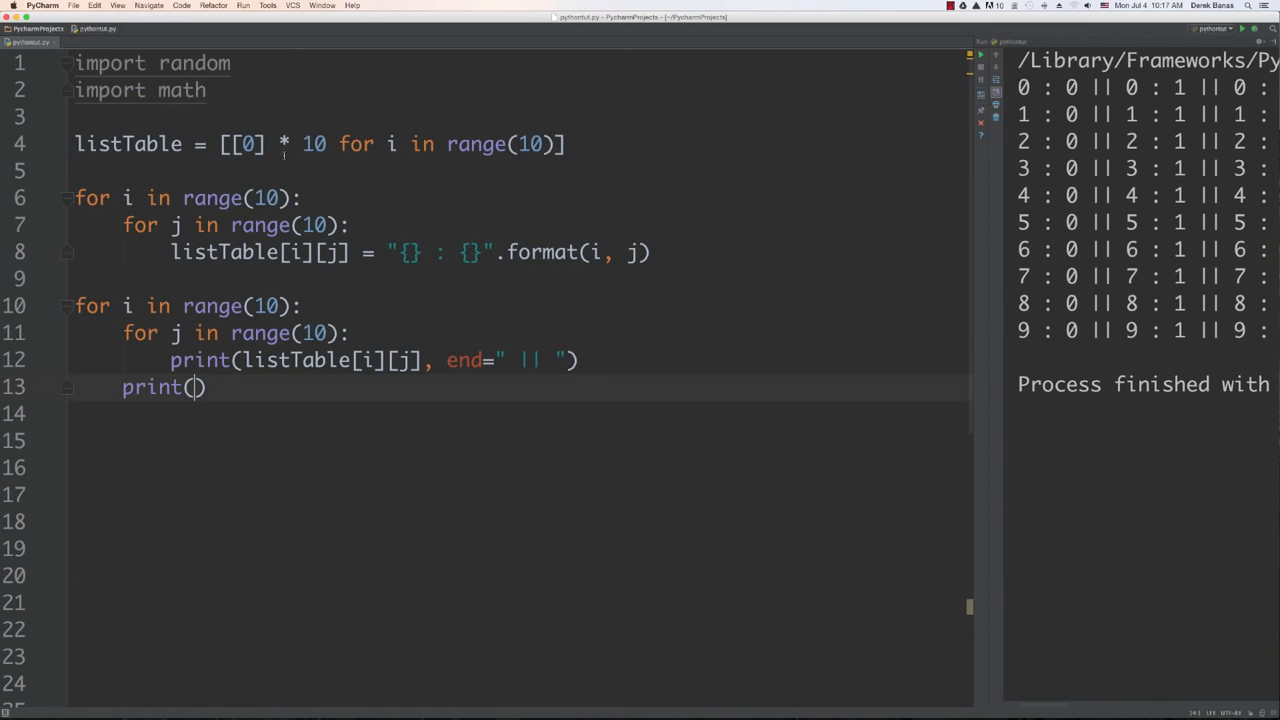 PyCharm File Edit View Navigate Code Refactor Run Tools VCS Window Help
10 Mon Jul 4 10:17 AM Derek Banas
pythontut.py - PycharmProjects - [~/PycharmProjects]
PycharmProjects pythontut.py
pythontut
pythontut.py
Run: pythontut
1 import random
2 import math
3
4 listTable = [[0] * 10 for i in range(10)]
5
6 for i in range(10):
7 for j in range(10):
8 listTable[i][j] = "{} : {}".format(i, j)
9
10 for i in range(10):
11 for j in range(10):
12 print(listTable[i][j], end=" || ")
13 print()
14
15
16
17
18
19
20
21
22
23
24
/Library/Frameworks/Py
0 : 0 || 0 : 1 || 0 :
1 : 0 || 1 : 1 || 1 :
2 : 0 || 2 : 1 || 2 :
3 : 0 || 3 : 1 || 3 :
4 : 0 || 4 : 1 || 4 :
5 : 0 || 5 : 1 || 5 :
6 : 0 || 6 : 1 || 6 :
7 : 0 || 7 : 1 || 7 :
8 : 0 || 8 : 1 || 8 :
9 : 0 || 9 : 1 || 9 :
Process finished with
14:1 LF÷ UTF-8÷